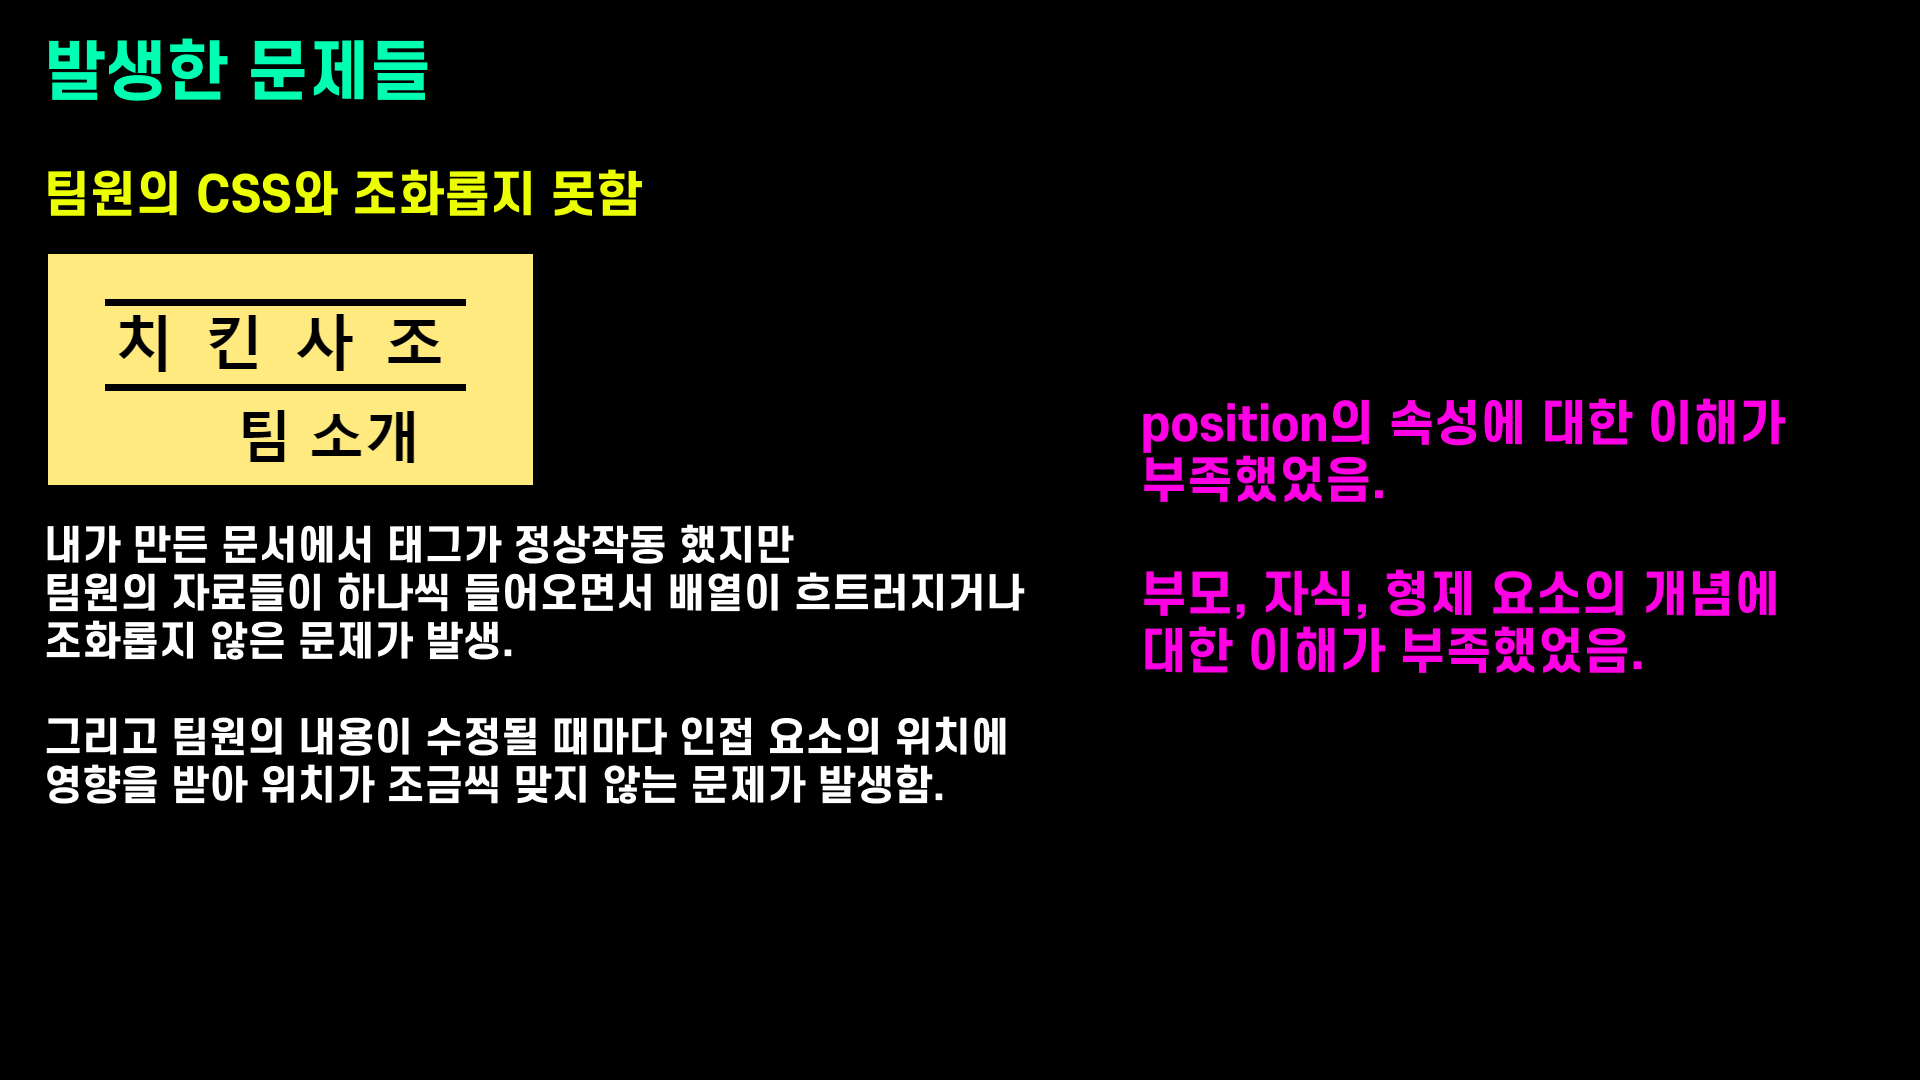 발생한 문제들
팀원의 CSS와 조화롭지 못함
치킨사조
팀 소개
내가 만든 문서에서 태그가 정상작동 했지만
팀원의 자료들이 하나씩 들어오면서 배열이 흐트러지거나
조화롭지 않은 문제가 발생.
그리고 팀원의 내용이 수정될 때마다 인접 요소의 위치에
영향을 받아 위치가 조금씩 맞지 않는 문제가 발생함.
position의 속성에 대한 이해가
부족했었음.
부모, 자식, 형제 요소의 개념에
대한 이해가 부족했었음.